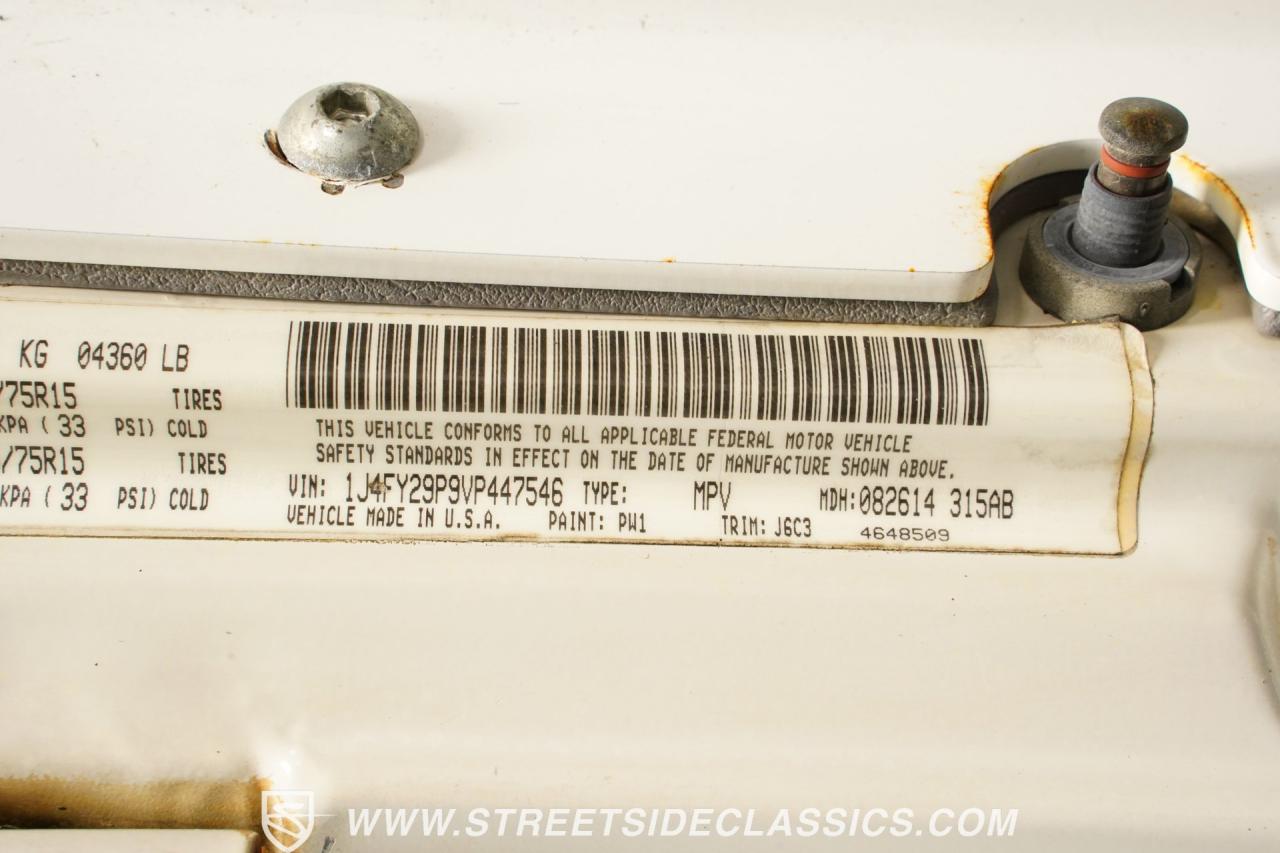 KG 04360 LB
/75R15 TIRES
KPA ( 33 PSI) COLD
/75R15 TIRES
KPA ( 33 PSI) COLD
THIS VEHICLE CONFORMS TO ALL APPLICABLE FEDERAL MOTOR VEHICLE
SAFETY STANDARDS IN EFFECT ON THE DATE OF MANUFACTURE SHOWN ABOVE.
VIN: 1J4FY29P9VP447546 TYPE: MPV MDH:082614 315AB
VEHICLE MADE IN U.S.A. PAINT: PW1 TRIM: J6C3 4648509
WWW.STREETSIDECLASSICS.COM